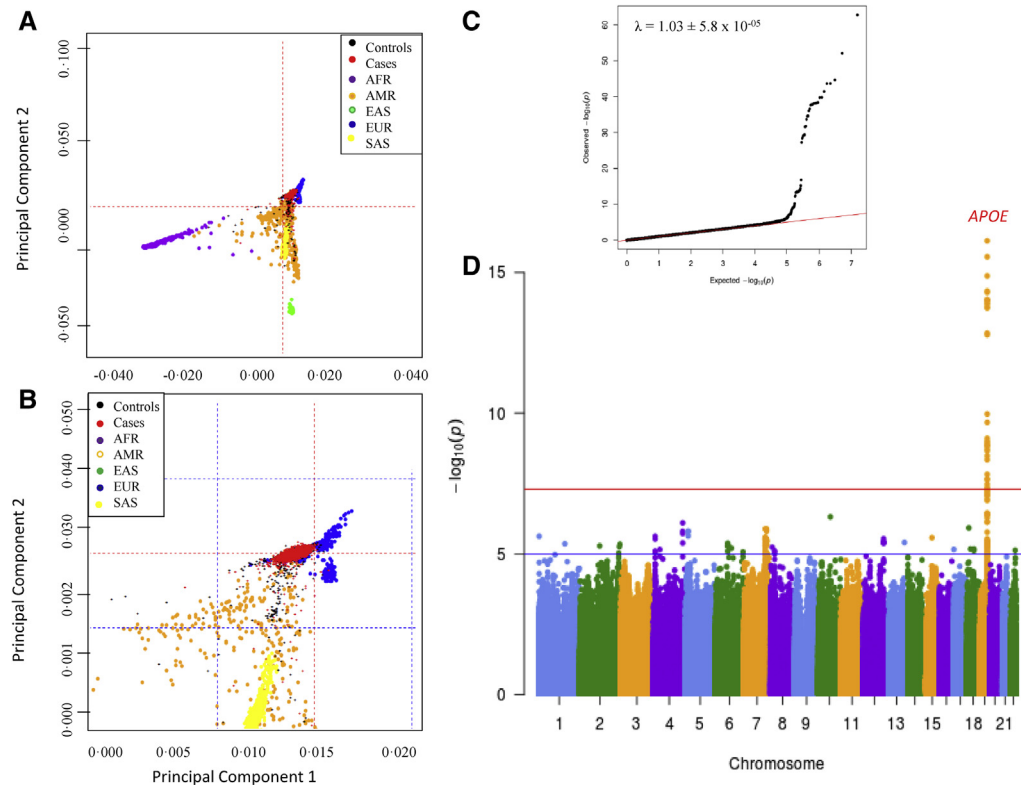 A
Principal Component 2
0·100
0·050
0·000
-0·050
-0·040
-0·020
0·000
0·020
0·040
Controls
Cases
AFR
AMR
EAS
EUR
SAS
B
Principal Component 2
0·050
0·040
0·030
0·002
0·001
0·000
0·000
0·005
0·010
0·015
0·020
Principal Component 1
Controls
Cases
AFR
AMR
EAS
EUR
SAS
C
λ = 1.03 ± 5.8 x 10-05
Observed −log10(p)
60
50
40
30
20
10
0
0 1 2 3 4 5 6 7
Expected −log10(p)
D
APOE
−log10(p)
15
10
5
0
1 2 3 4 5 6 7 8 9 11 13 15 18 21
Chromosome